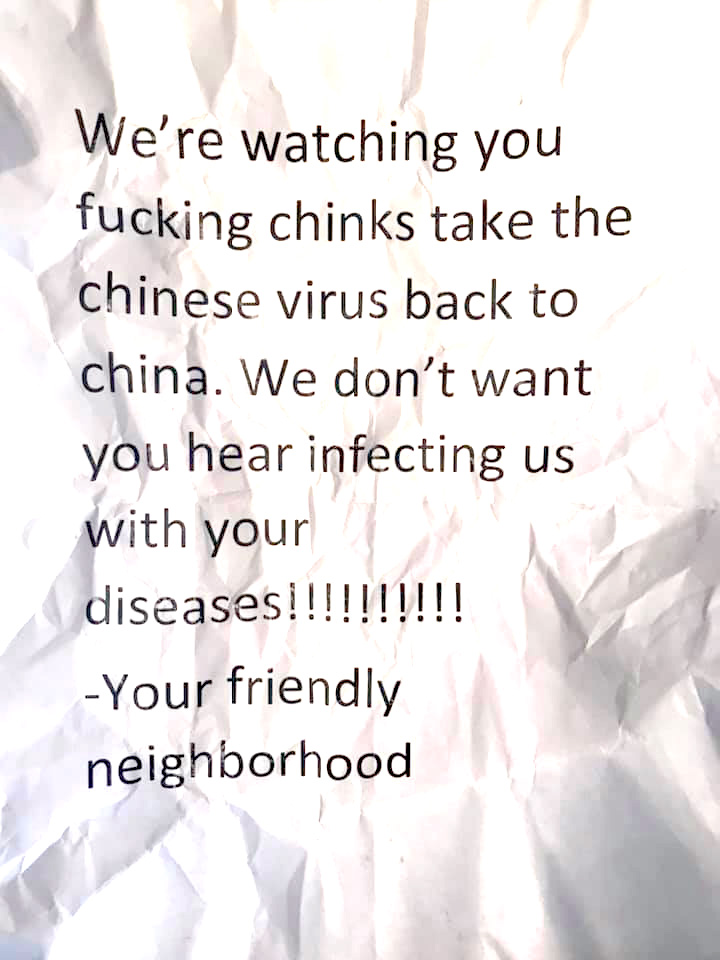 We're watching you
fucking chinks take the
chinese virus back to
china. We don't want
you hear infecting us
with your
diseases!!!!!!!!!!!
-Your friendly
neighborhood